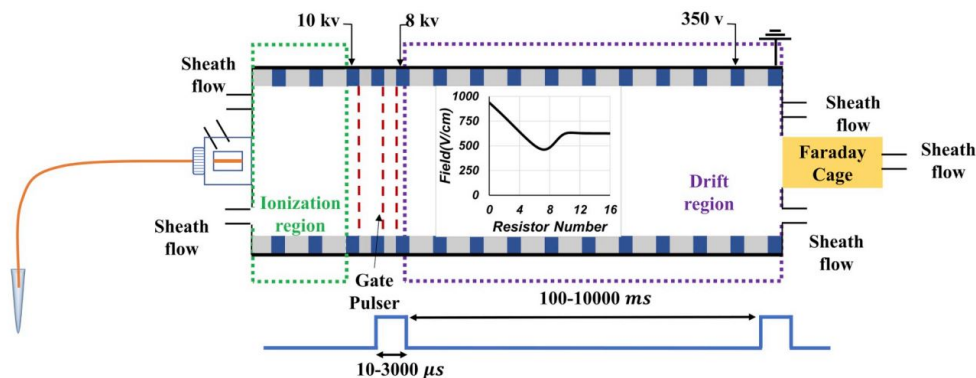 10 kv
8 kv
350 v
Sheath
flow
Sheath
flow
Ionization
region
Gate
Pulser
Field(V/cm)
1000
750
500
250
0
0
4
8
12
16
Resistor Number
Drift
region
Sheath
flow
Faraday
Cage
Sheath
flow
Sheath
flow
100-10000 ms
10-3000 μs